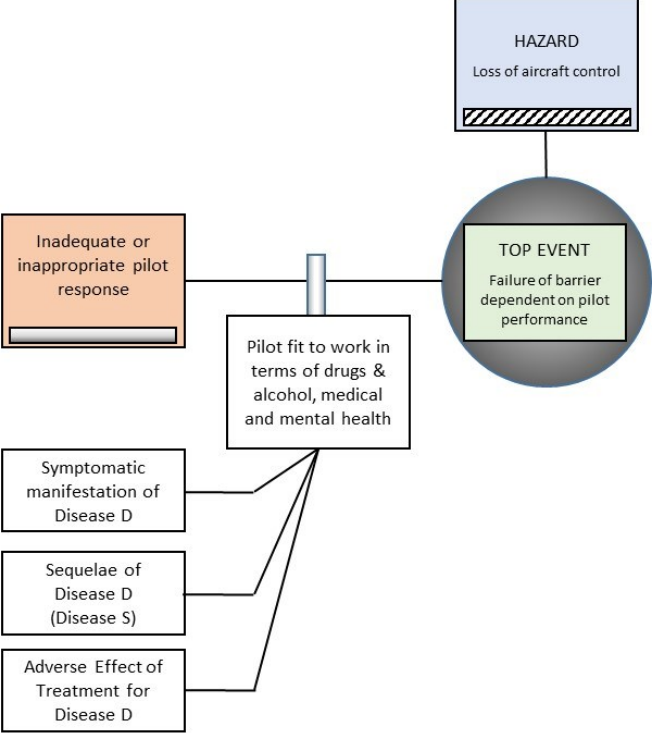 HAZARD
Loss of aircraft control
Inadequate or
inappropriate pilot
response
TOP EVENT
Failure of barrier
dependent on pilot
performance
Pilot fit to work in
terms of drugs &
alcohol, medical
and mental health
Symptomatic
manifestation of
Disease D
Sequelae of
Disease D
(Disease S)
Adverse Effect of
Treatment for
Disease D